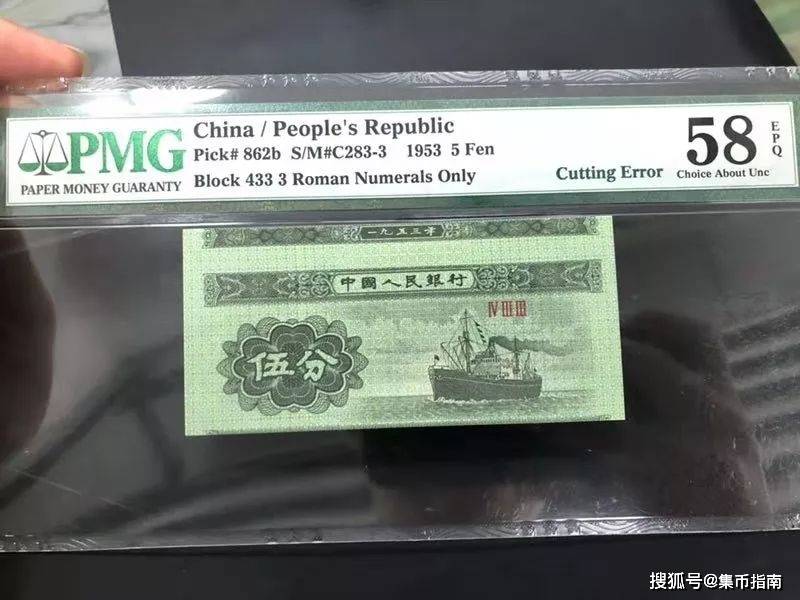 PMG
PAPER MONEY GUARANTY
China / People's Republic
Pick# 862b S/M#C283-3 1953 5 Fen
Block 433 3 Roman Numerals Only
Cutting Error
58
EPQ
Choice About Unc
一九五三年
中國人民銀行
Ⅳ Ⅲ Ⅲ
伍分
搜狐号@集币指南